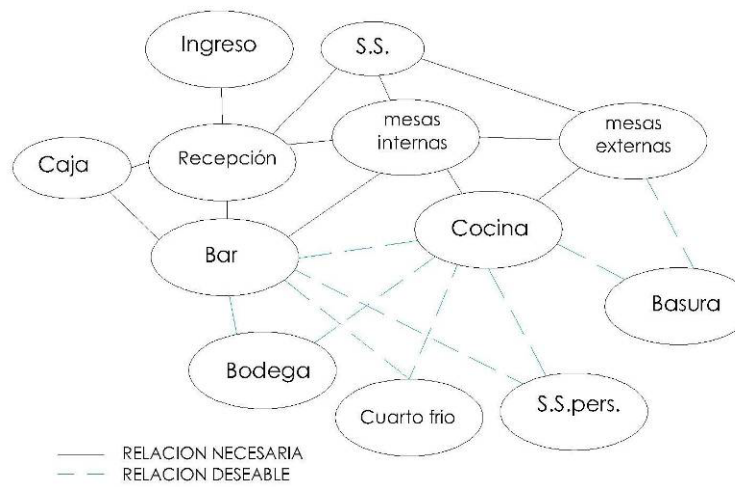 Ingreso
S.S.
Caja
Recepción
mesas
internas
mesas
externas
Bar
Cocina
Basura
Bodega
Cuarto frio
S.S.pers.
RELACION NECESARIA
RELACION DESEABLE